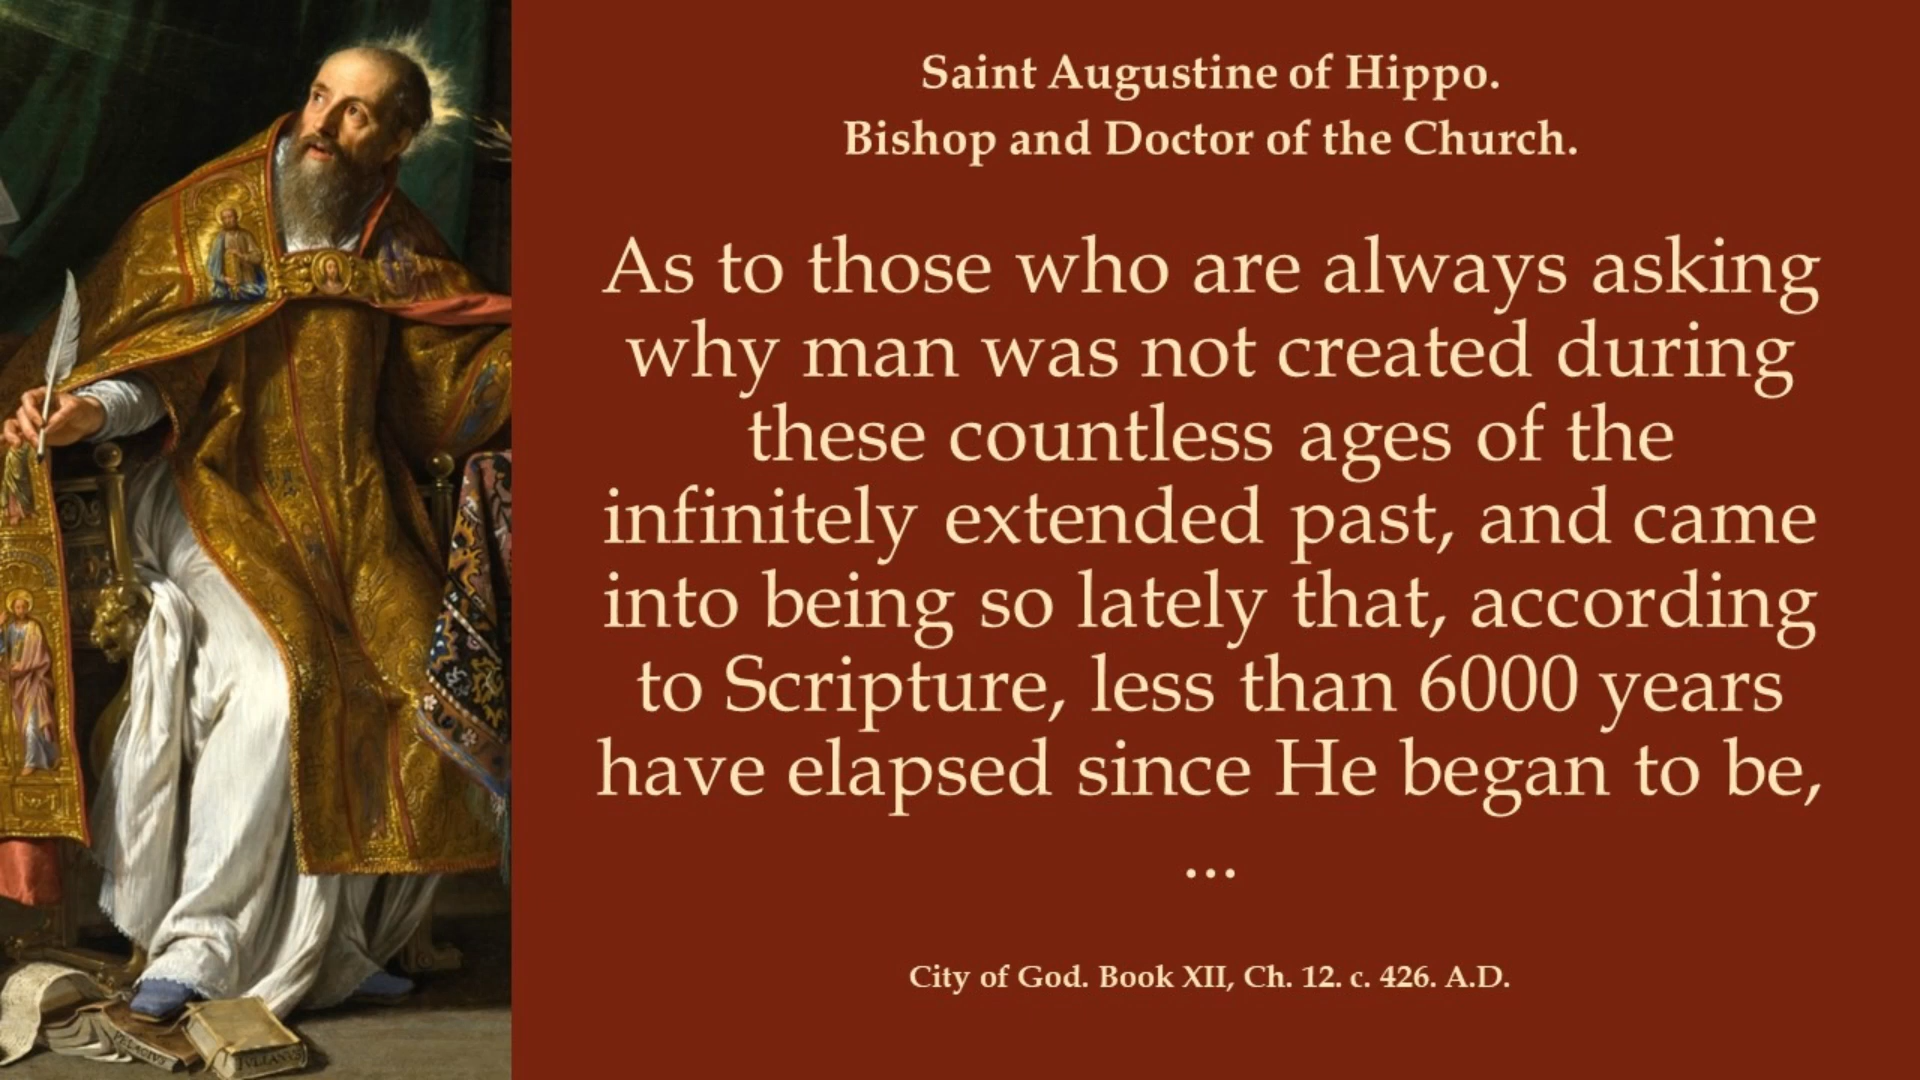 Saint Augustine of Hippo.
Bishop and Doctor of the Church.
As to those who are always asking
why man was not created during
these countless ages of the
infinitely extended past, and came
into being so lately that, according
to Scripture, less than 6000 years
have elapsed since He began to be,
...
City of God. Book XII, Ch. 12. c. 426. A.D.
PELAGIVS
IVLIANVS